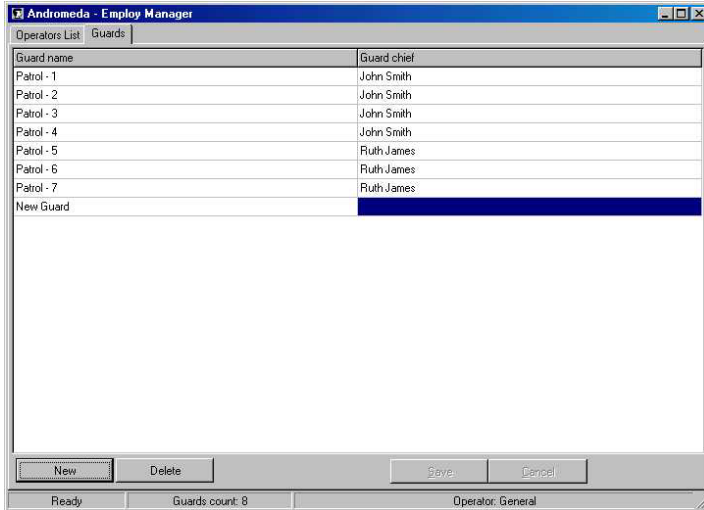 Andromeda - Employ Manager
Operators List Guards
Guard name Guard chief
Patrol - 1 John Smith
Patrol - 2 John Smith
Patrol - 3 John Smith
Patrol - 4 John Smith
Patrol - 5 Ruth James
Patrol - 6 Ruth James
Patrol - 7 Ruth James
New Guard
New Delete Save Cancel
Ready Guards count: 8 Operator: General